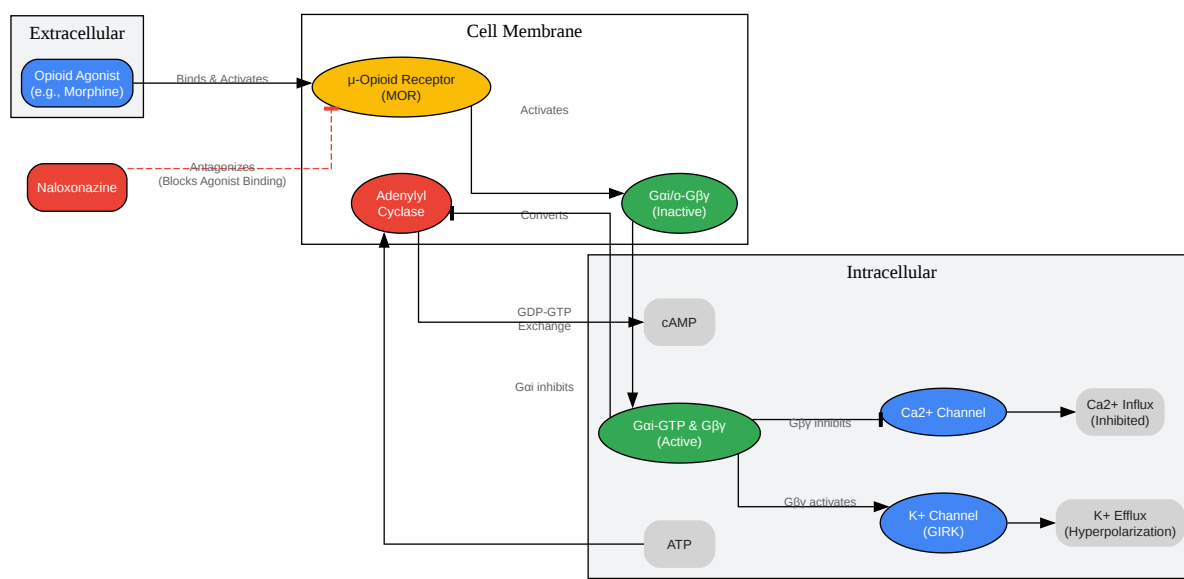 Extracellular
Opioid Agonist
(e.g., Morphine)
Binds & Activates
Cell Membrane
μ-Opioid Receptor
(MOR)
Activates
Naloxonazine
Antagonizes
(Blocks Agonist Binding)
Adenylyl
Cyclase
Converts
Gαi/o-Gβγ
(Inactive)
Intracellular
GDP-GTP
Exchange
cAMP
Gαi inhibits
Gαi-GTP & Gβγ
(Active)
Gβγ inhibits
Ca2+ Channel
Ca2+ Influx
(Inhibited)
Gβγ activates
K+ Channel
(GIRK)
K+ Efflux
(Hyperpolarization)
ATP